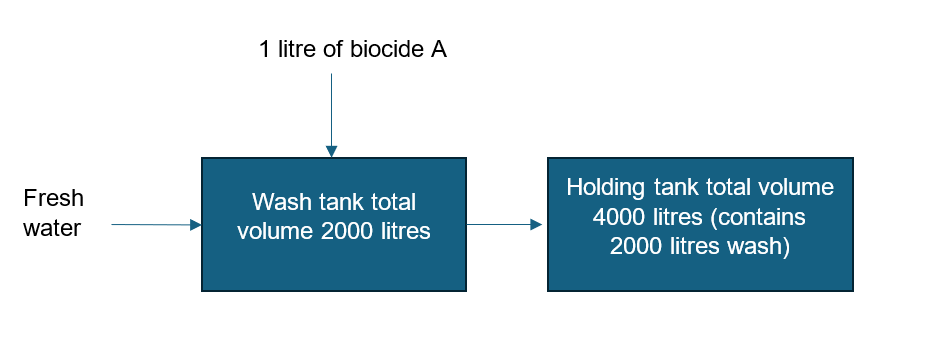 1 litre of biocide A
Fresh
water
Wash tank total
volume 2000 litres
Holding tank total volume
4000 litres (contains
2000 litres wash)